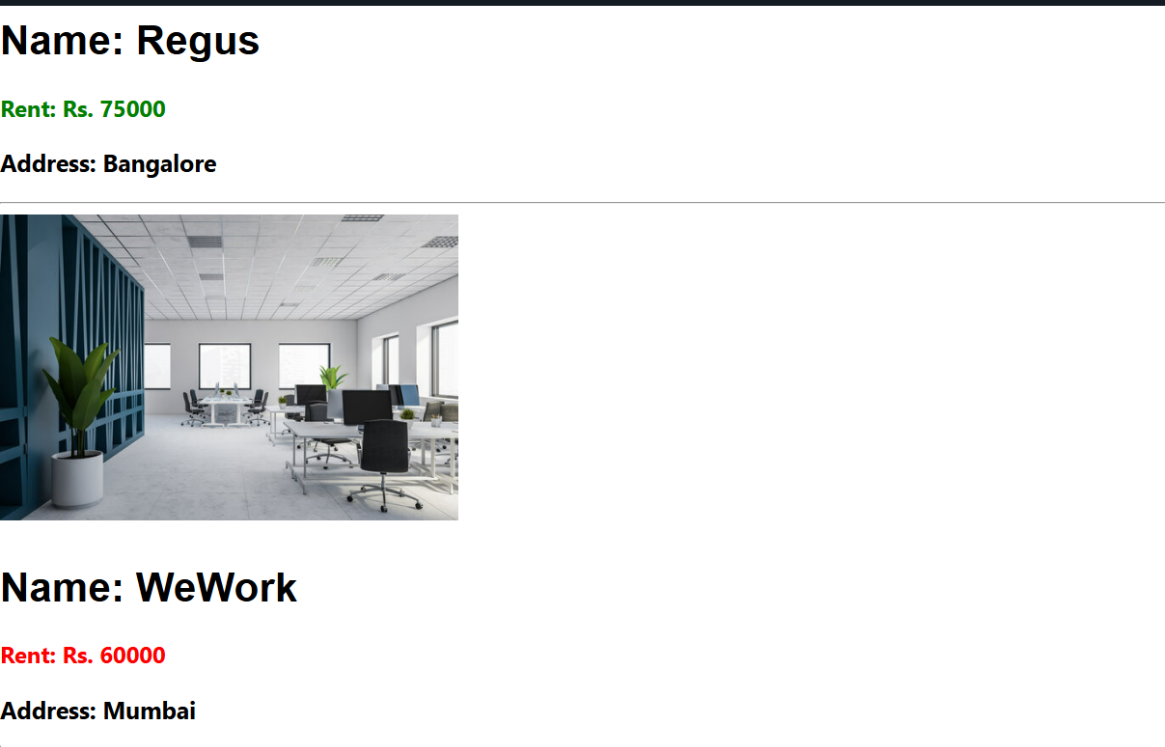 Name: Regus
Rent: Rs. 75000
Address: Bangalore
Name: WeWork
Rent: Rs. 60000
Address: Mumbai